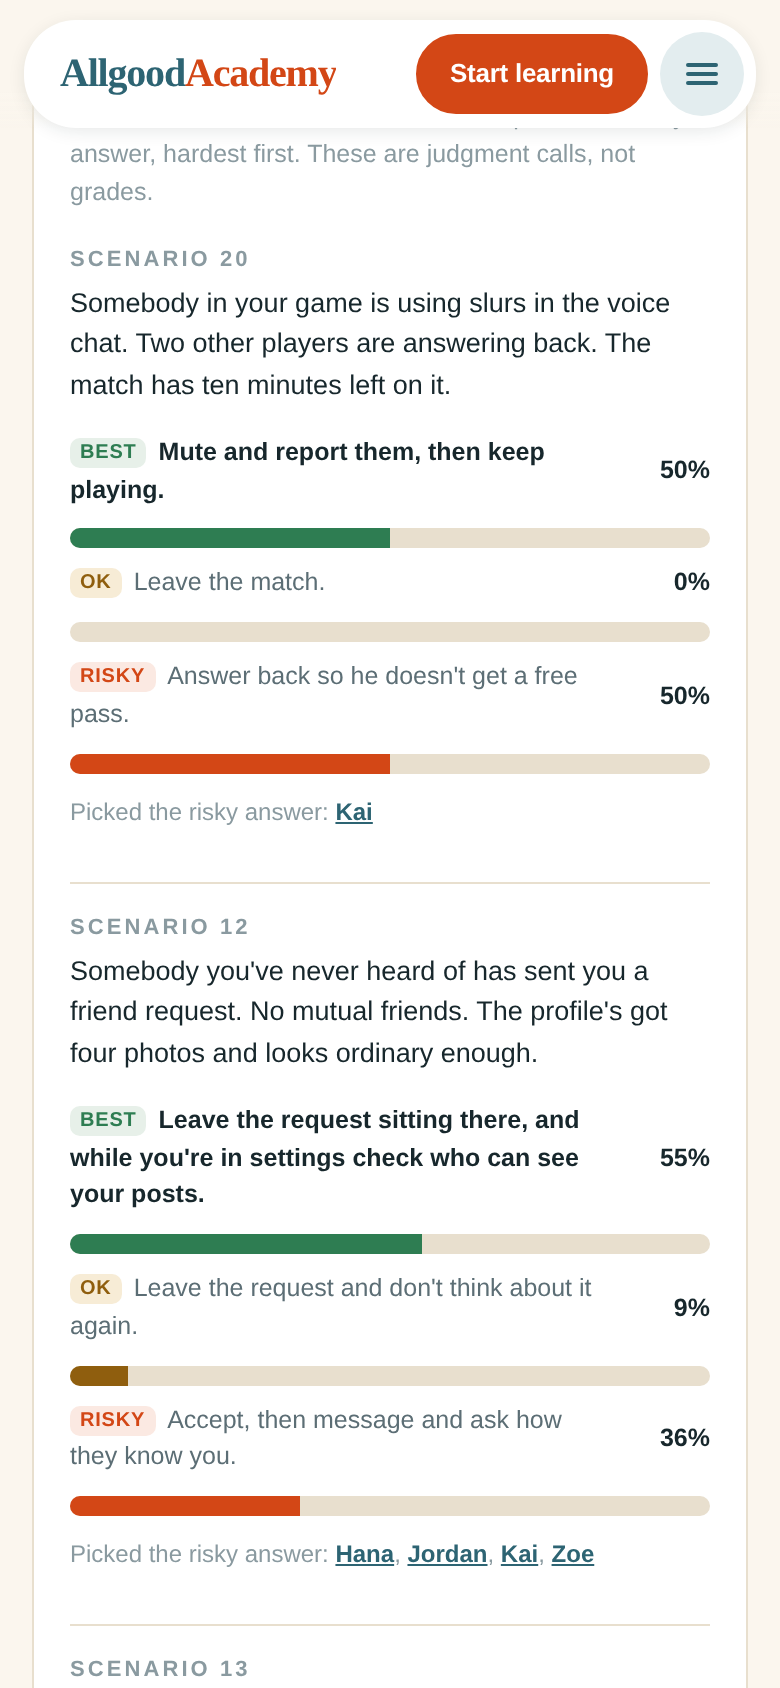 AllgoodAcademy
Start learning
answer, hardest first. These are judgment calls, not
grades.
SCENARIO 20
Somebody in your game is using slurs in the voice
chat. Two other players are answering back. The
match has ten minutes left on it.
BEST Mute and report them, then keep
playing.
50%
OK Leave the match.
0%
RISKY Answer back so he doesn't get a free
pass.
50%
Picked the risky answer: Kai
SCENARIO 12
Somebody you've never heard of has sent you a
friend request. No mutual friends. The profile's got
four photos and looks ordinary enough.
BEST Leave the request sitting there, and
while you're in settings check who can see
your posts.
55%
OK Leave the request and don't think about it
again.
9%
RISKY Accept, then message and ask how
they know you.
36%
Picked the risky answer: Hana, Jordan, Kai, Zoe
SCENARIO 13